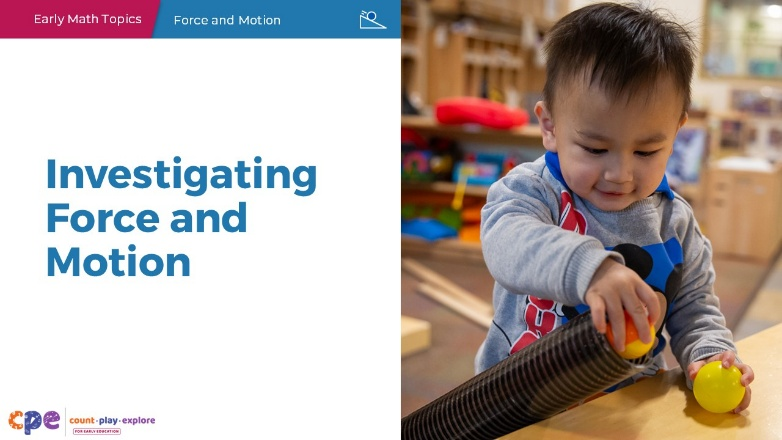 Early Math Topics
Force and Motion
Investigating
Force and
Motion
cpe
count·play·explore
FOR EARLY EDUCATION